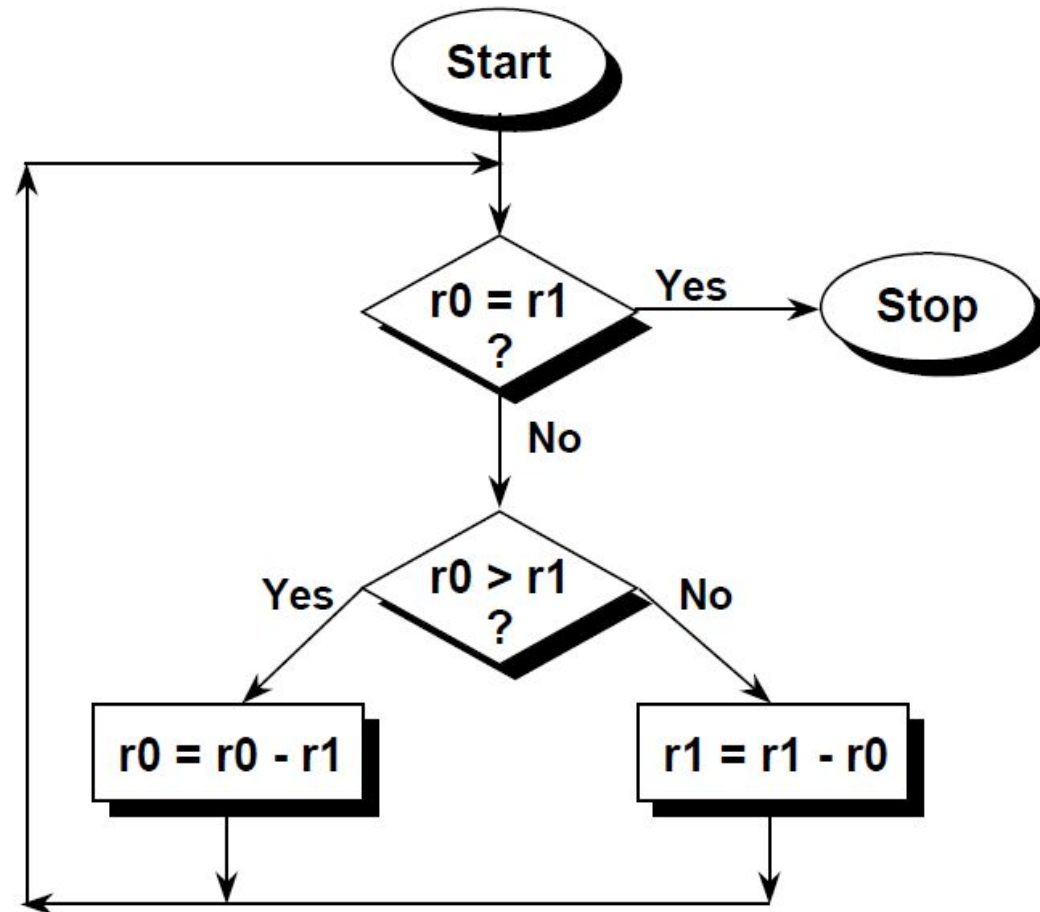 Start
r0 = r1
?
Yes
Stop
No
r0 > r1
?
Yes
No
r0 = r0 - r1
r1 = r1 - r0